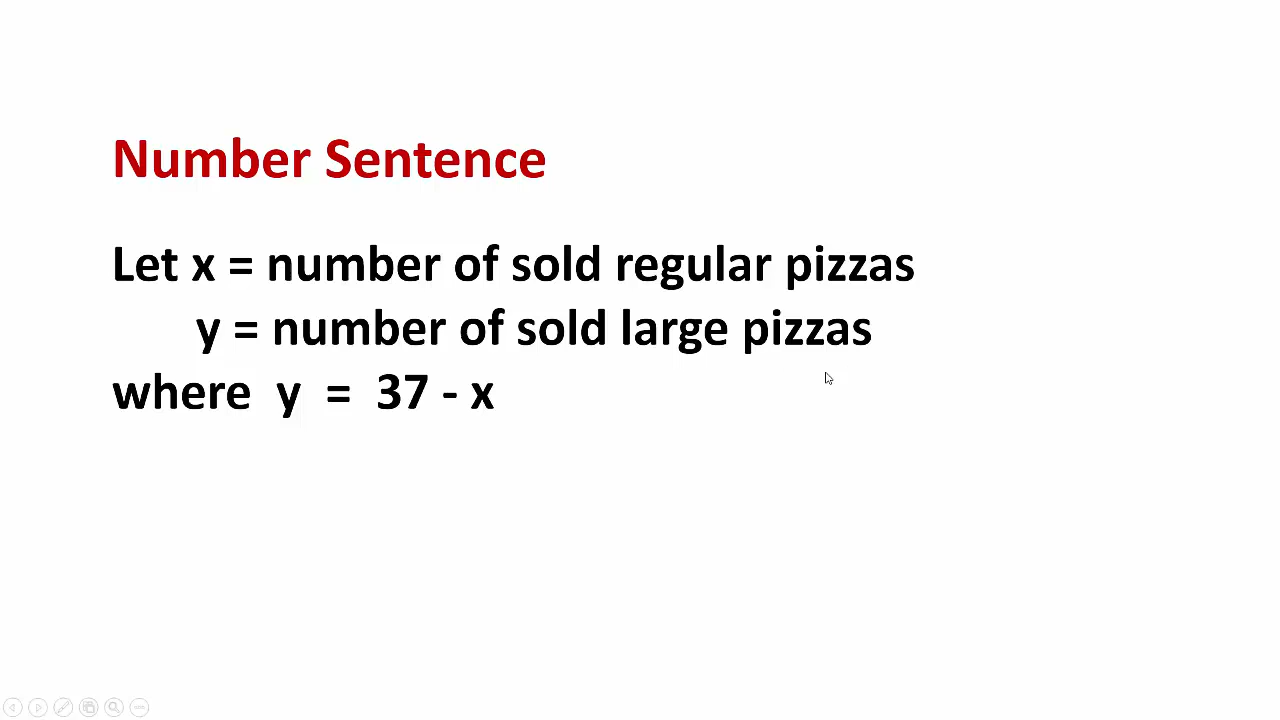 Number Sentence
Let x = number of sold regular pizzas
y = number of sold large pizzas
where y = 37 - x